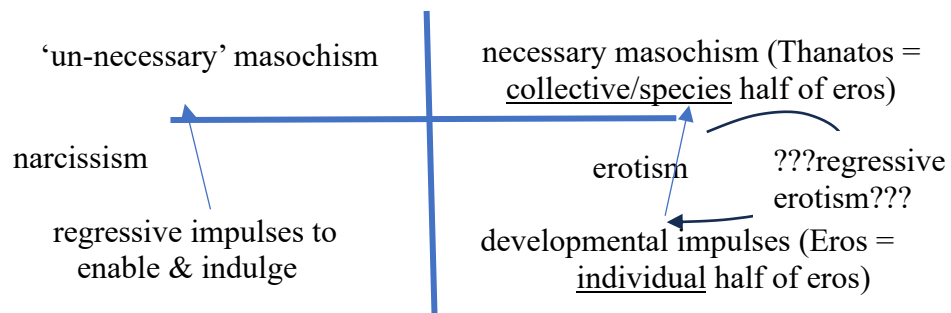 ‘un-necessary’ masochism
necessary masochism (Thanatos =
collective/species half of eros)
narcissism
erotism
???regressive
erotism???
regressive impulses to
enable & indulge
developmental impulses (Eros =
individual half of eros)